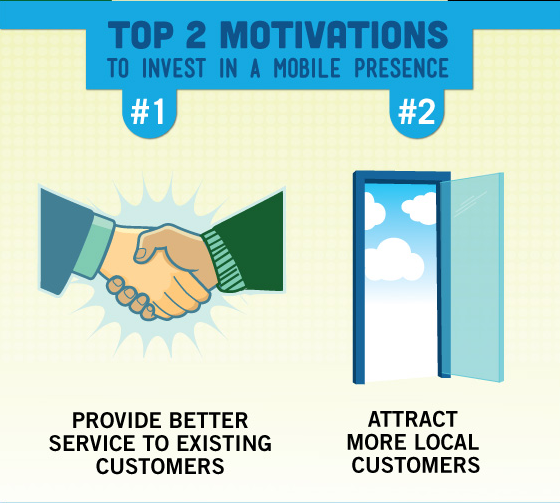 TOP 2 MOTIVATIONS
TO INVEST IN A MOBILE PRESENCE
#1
#2
PROVIDE BETTER
SERVICE TO EXISTING
CUSTOMERS
ATTRACT
MORE LOCAL
CUSTOMERS